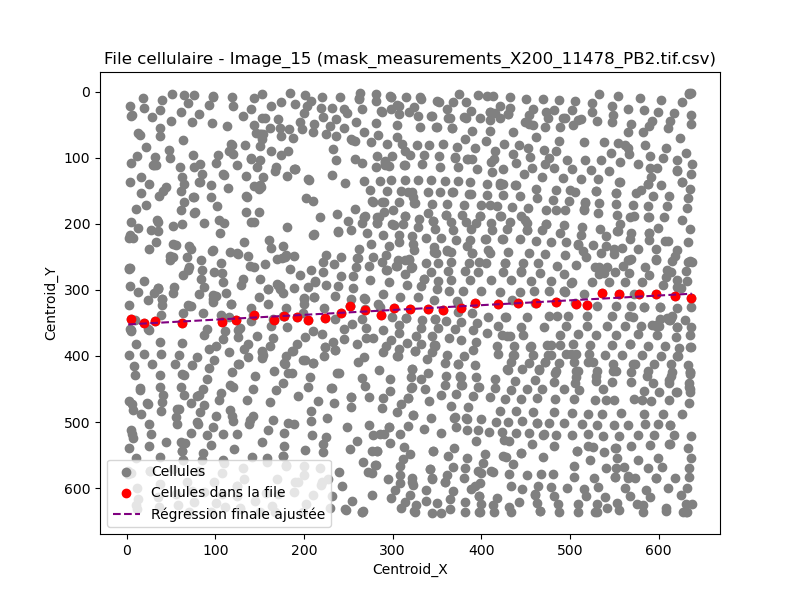 File cellulaire - Image_15 (mask_measurements_X200_11478_PB2.tif.csv)
0
100
200
300
400
500
600
Centroid_Y
Cellules
Cellules dans la file
Régression finale ajustée
0 100 200 300 400 500 600
Centroid_X